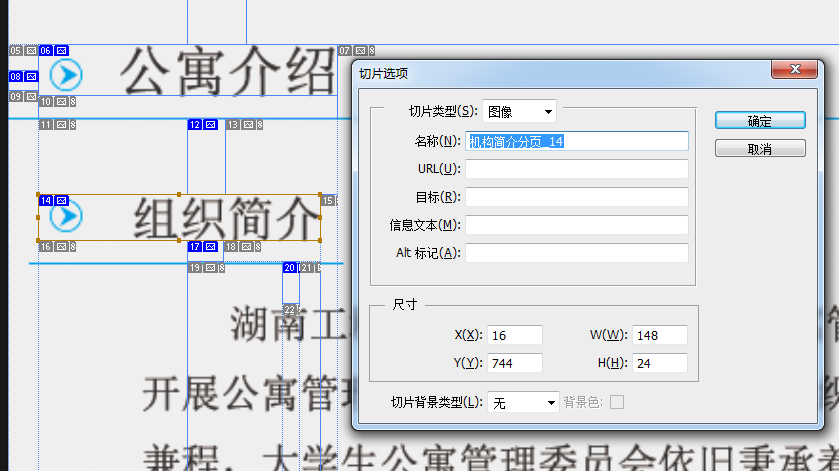 05
06
07
公寓介绍
08
09
10
11
12
13
14
组织简介
15
16
17
18
19
20
21
22
湖南工
开展公寓管理
兼程，大学生公寓管理委员会依旧秉承着
切片选项
切片类型(S): 图像
确定
名称(N): 机构简介分页_14
取消
URL(U):
目标(R):
信息文本(M):
Alt 标记(A):
尺寸
X(X): 16 W(W): 148
Y(Y): 744 H(H): 24
切片背景类型(L): 无 背景色: